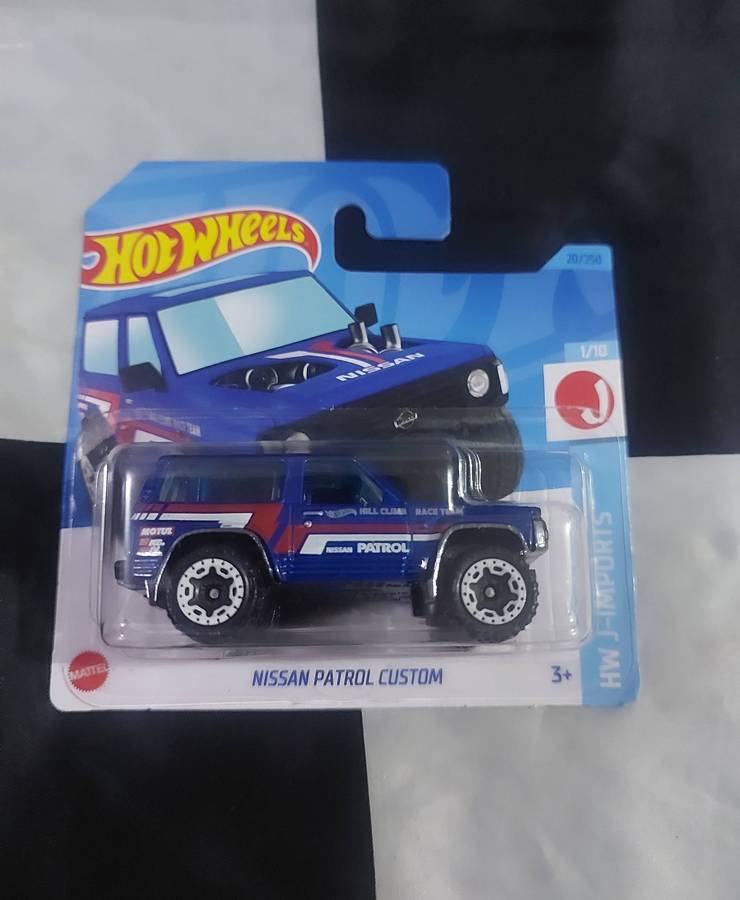 HOT WHEELS
20/250
1/10
J
NISSAN
HILL CLIMB RACE
MOTUL
NISSAN PATROL
HW J-IMPORTS
MATTEL
NISSAN PATROL CUSTOM
3+